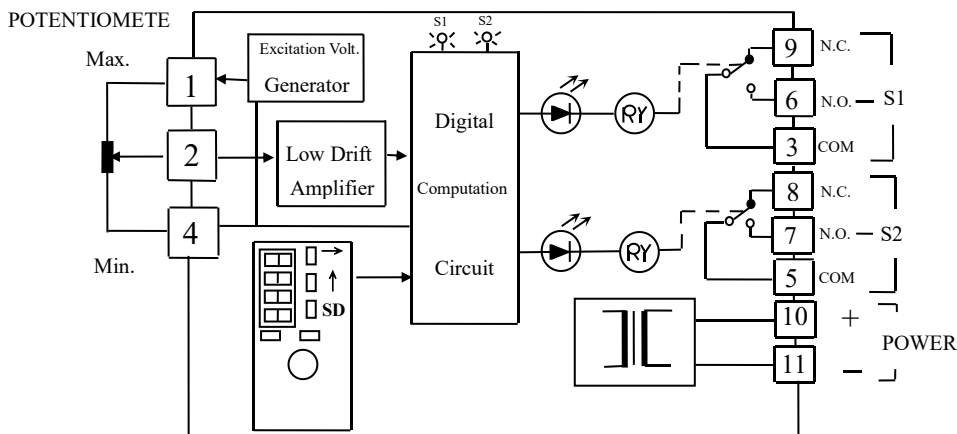 POTENTIOMETE
Max.
1
2
4
Min.
Excitation Volt.
Generator
Low Drift
Amplifier
SD
S1 S2
Digital
Computation
Circuit
RY
RY
9 N.C.
6 N.O. S1
3 COM
8 N.C.
7 N.O. S2
5 COM
10 +
POWER
11 −